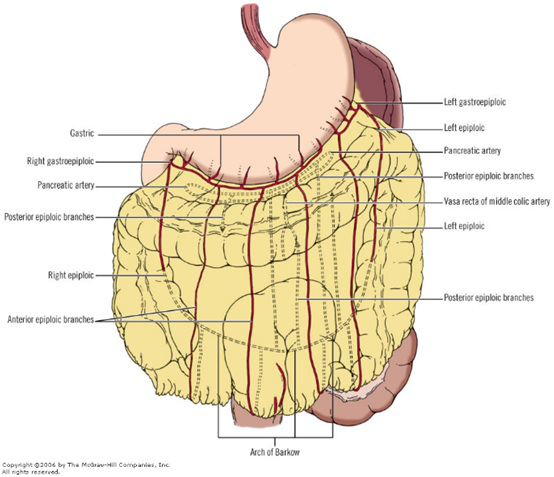 Gastric
Right gastroepiploic
Pancreatic artery
Posterior epiploic branches
Right epiploic
Anterior epiploic branches
Left gastroepiploic
Left epiploic
Pancreatic artery
Posterior epiploic branches
Vasa recta of middle colic artery
Left epiploic
Posterior epiploic branches
Arch of Barkow
Copyright ©2006 by The McGraw-Hill Companies, Inc.
All rights reserved.